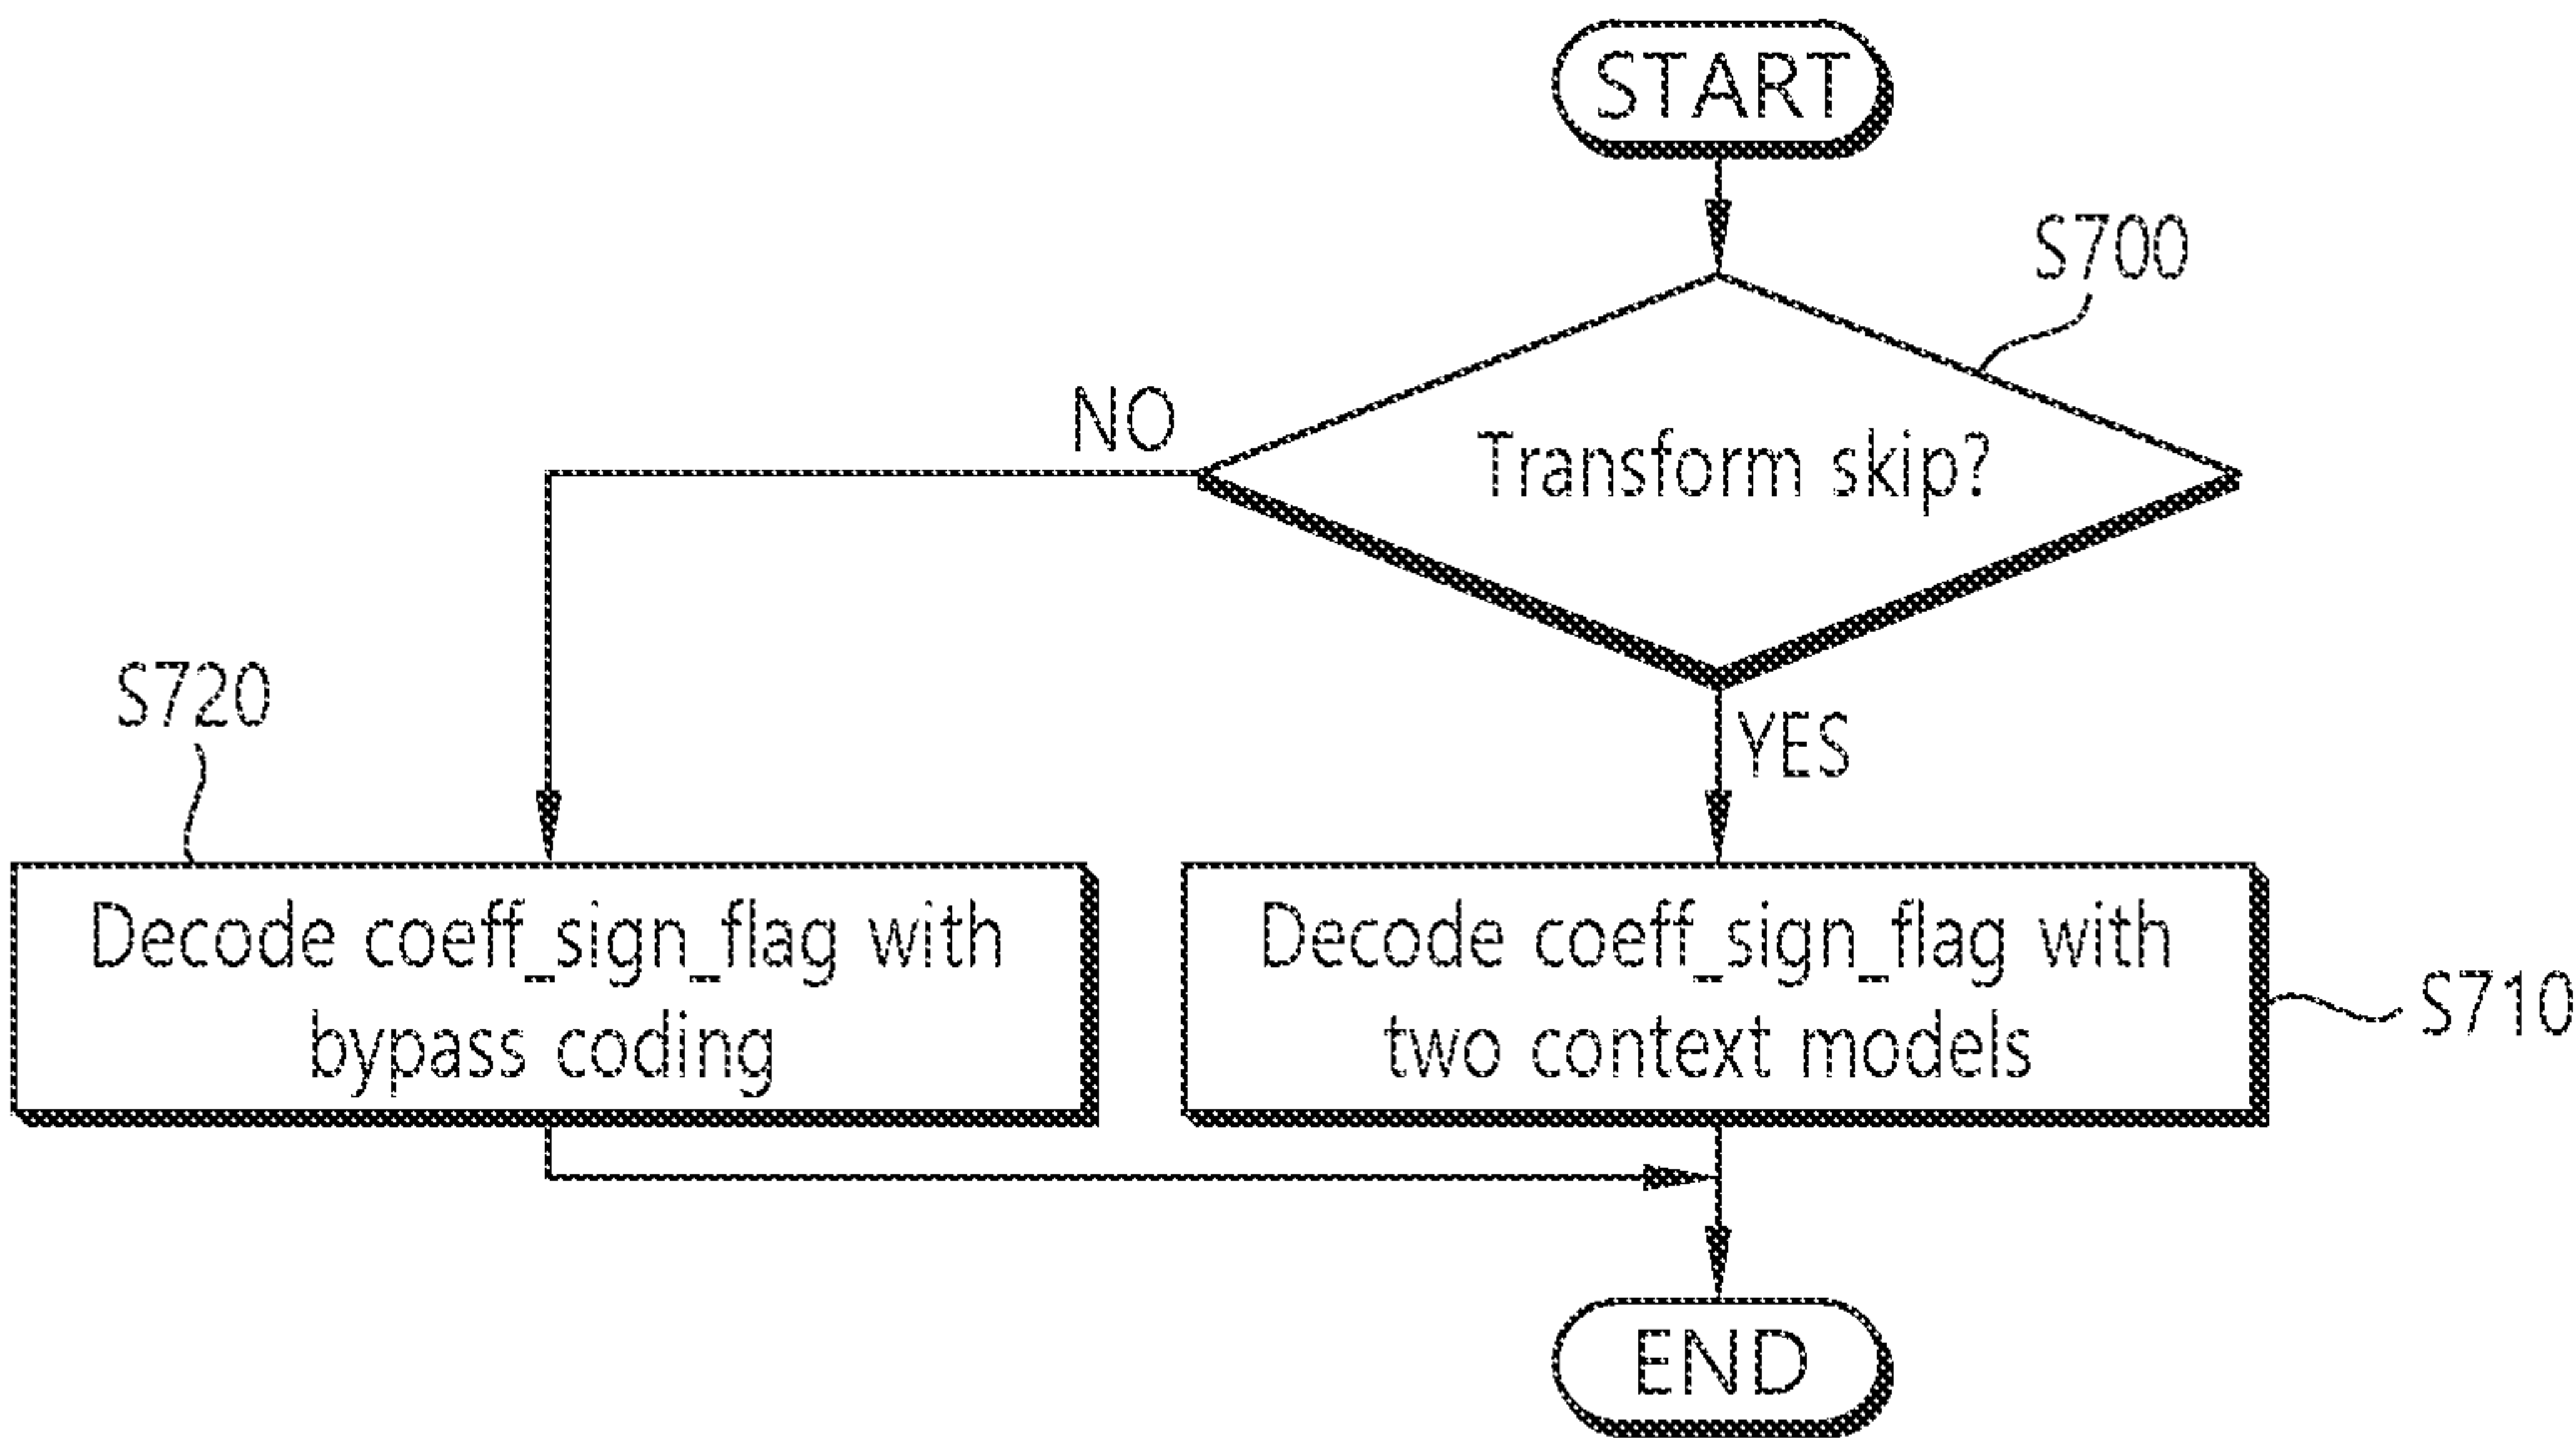 START
S700
Transform skip?
NO
YES
S720
Decode coeff_sign_flag with
bypass coding
Decode coeff_sign_flag with
two context models
S710
END